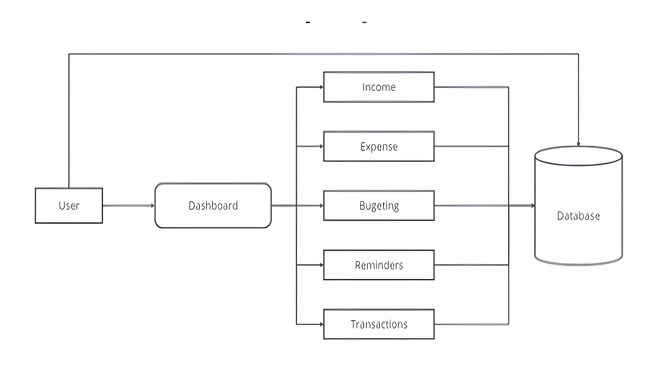 Income
Expense
User
Dashboard
Bugeting
Database
Reminders
Transactions